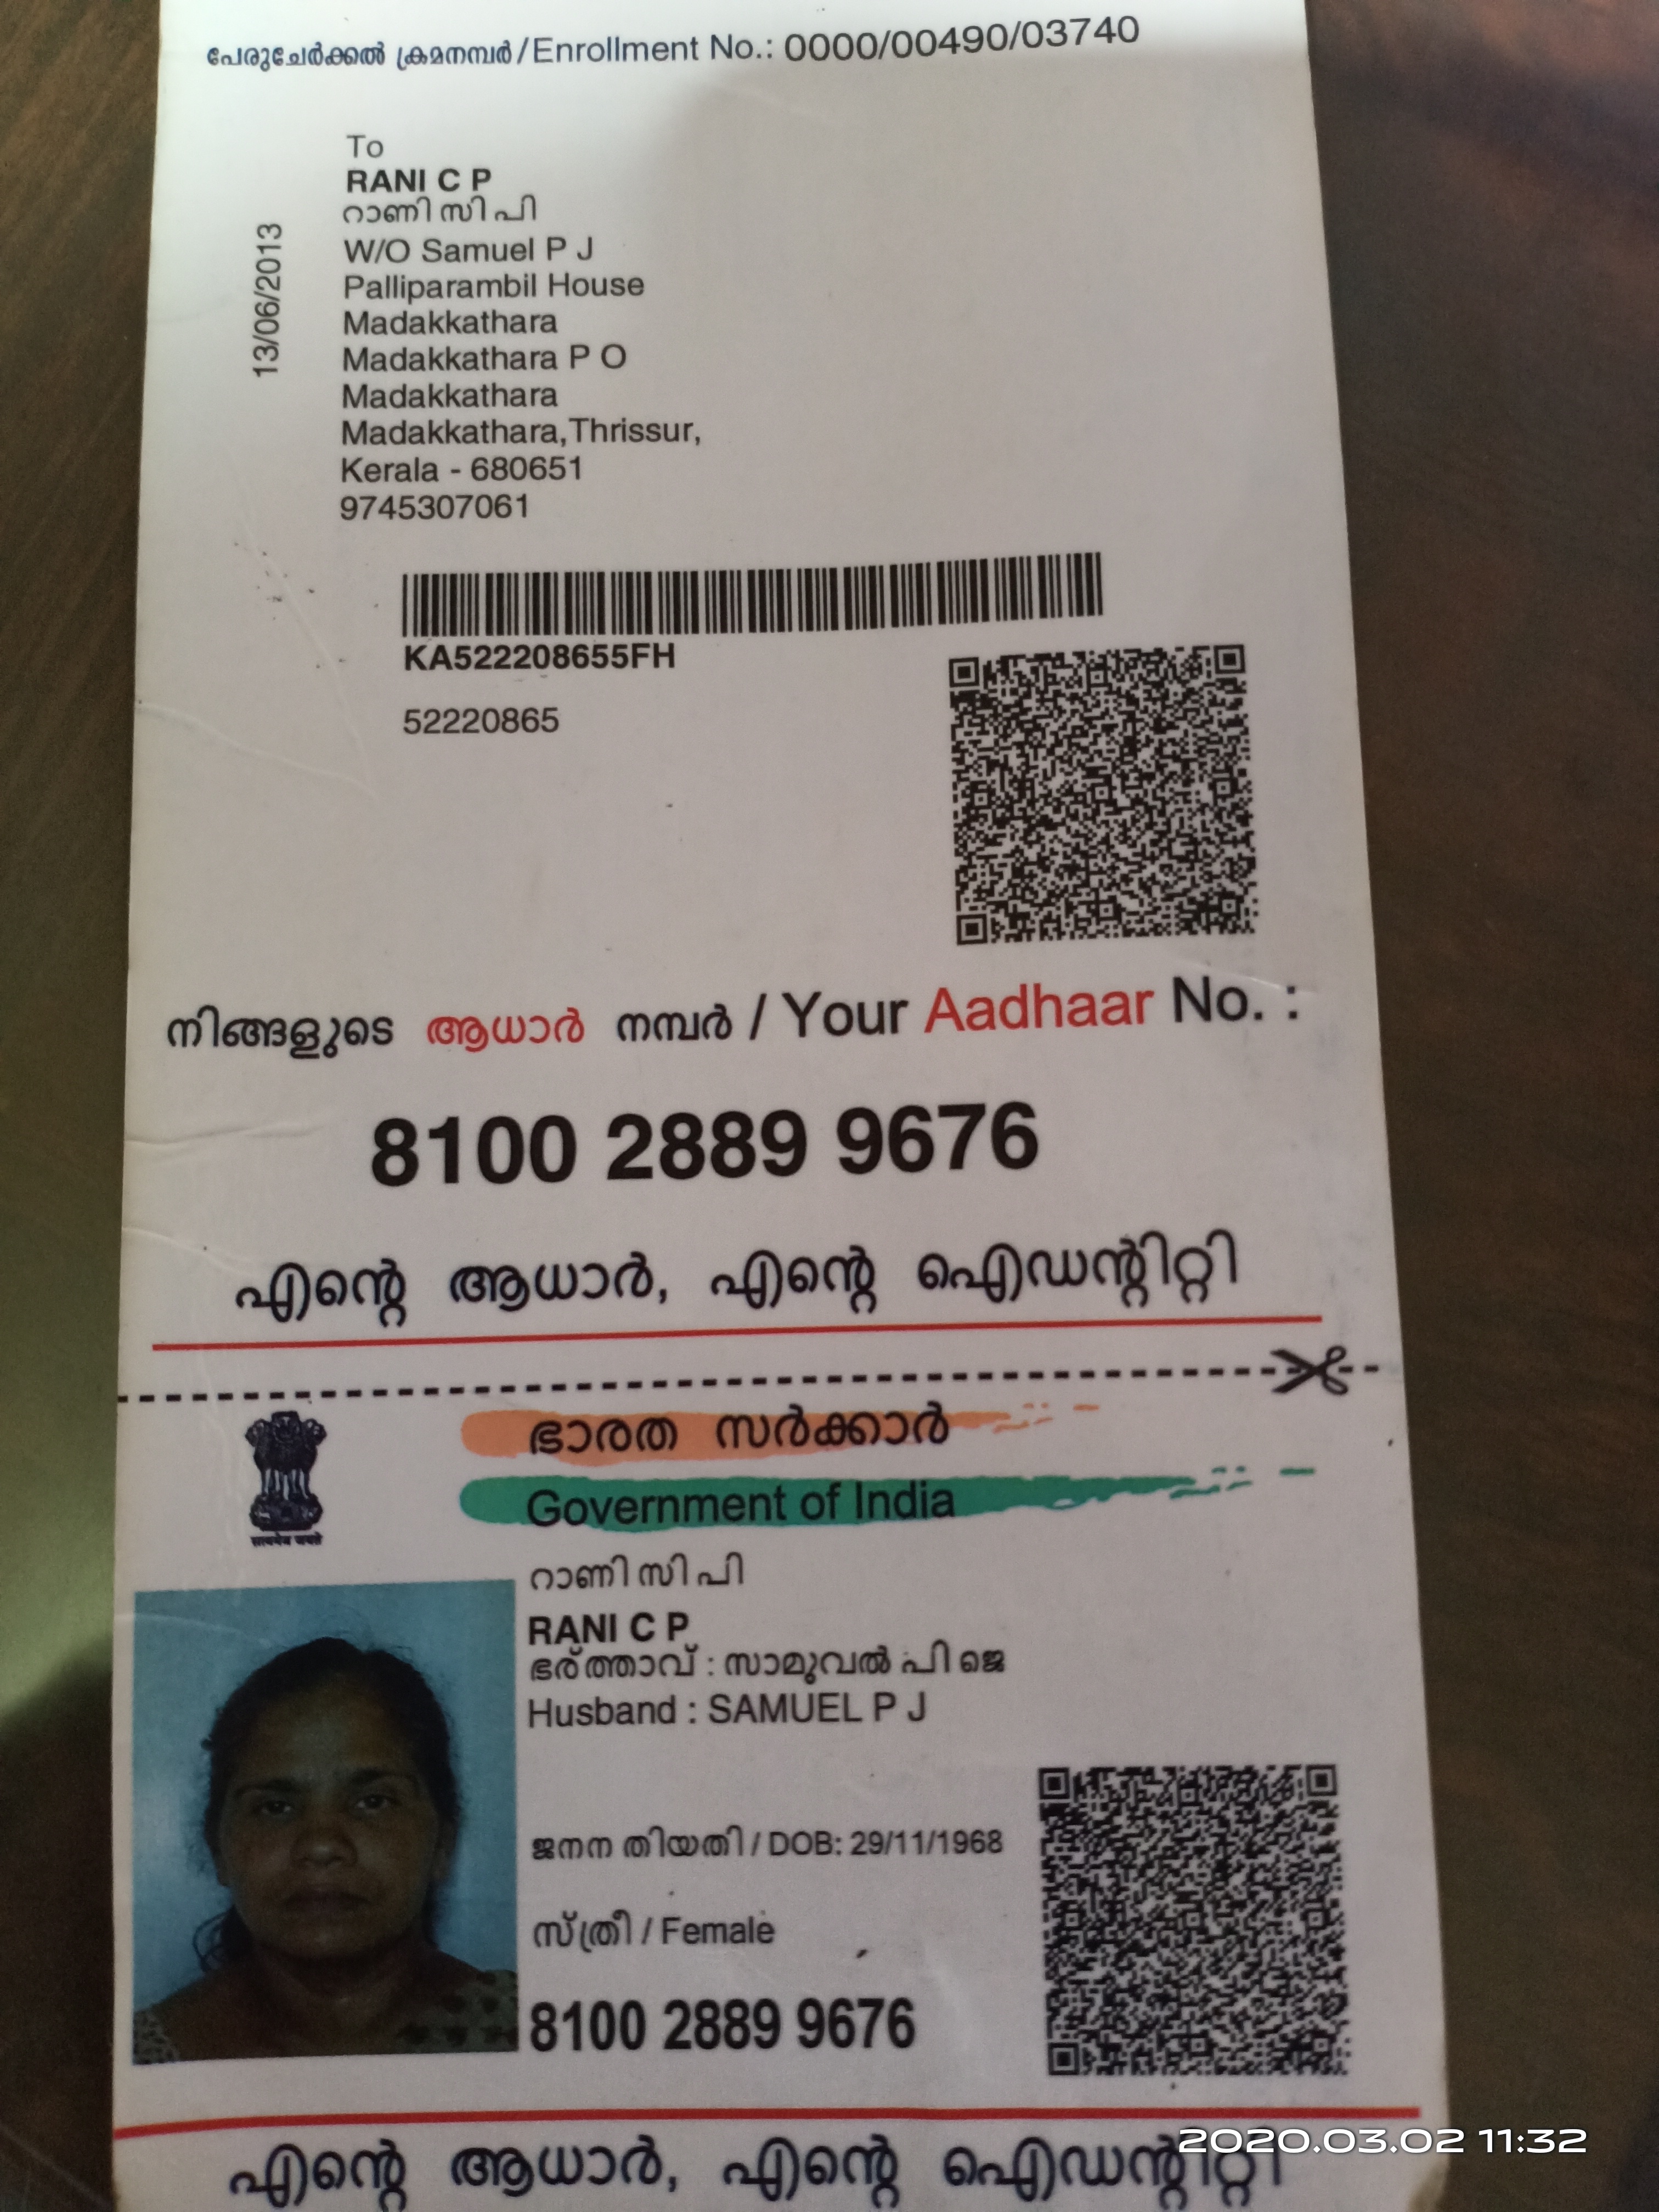 പേരുചേർക്കൽ ക്രമനമ്പർ/Enrollment No.: 0000/00490/03740
13/06/2013
To
RANI C P
റാണി സി പി
W/O Samuel P J
Palliparambil House
Madakkathara
Madakkathara P O
Madakkathara
Madakkathara,Thrissur,
Kerala - 680651
9745307061
KA522208655FH
52220865
നിങ്ങളുടെ ആധാർ നമ്പർ / Your Aadhaar No. :
8100 2889 9676
എന്റെ ആധാർ, എന്റെ ഐഡന്റിറ്റി
ഭാരത സർക്കാർ
Government of India
सत्यमेव जयते
റാണി സി പി
RANI C P
ഭര്ത്താവ് : സാമുവൽ പി ജെ
Husband : SAMUEL P J
ജനന തിയതി / DOB: 29/11/1968
സ്ത്രീ / Female
8100 2889 9676
എന്റെ ആധാർ, എന്റെ ഐഡന്റിറ്റി
2020.03.02 11:32